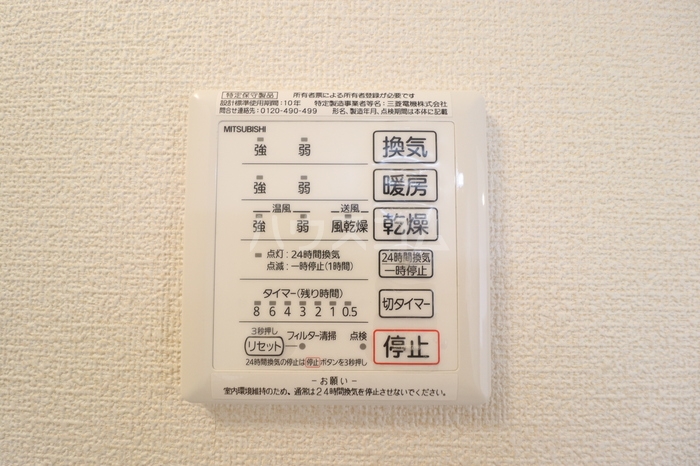 特定保守製品 所有者票による所有者登録が必要です
設計標準使用期間:10年 特定製造事業者等名:三菱電機株式会社
問合せ連絡先:0120-490-499 形名、製造年月、点検期間は本体に記載
MITSUBISHI
強 弱 換気
強 弱 暖房
温風 送風
強 弱 風乾燥 乾燥
点灯:24時間換気
点滅:一時停止(1時間)
24時間換気
一時停止
タイマー(残り時間)
8 6 4 3 2 1 0.5 切タイマー
3秒押し
リセット フィルター清掃 点検 停止
24時間換気の停止は停止ボタンを3秒押し
-お願い-
室内環境維持のため、通常は24時間換気を停止させないでください。